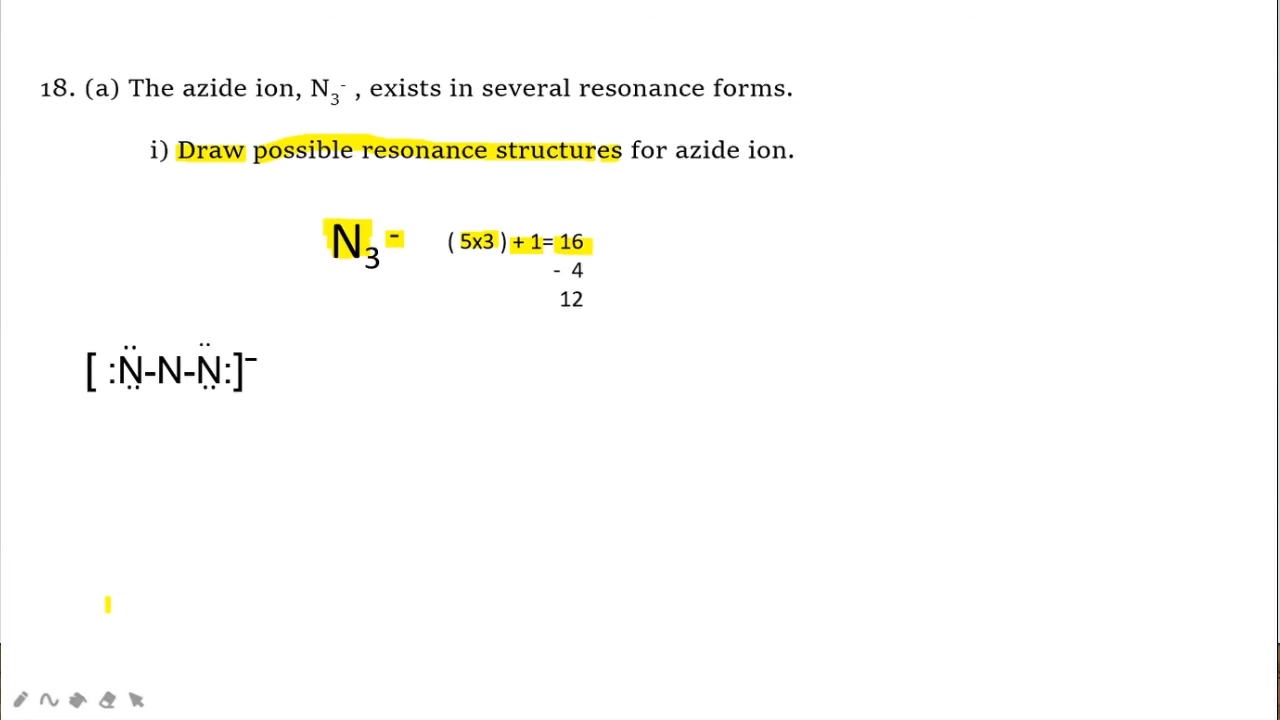 18. (a) The azide ion, N₃⁻ , exists in several resonance forms.
i) Draw possible resonance structures for azide ion.
N₃⁻ ( 5x3 ) + 1= 16
- 4
12
[ :N̤̈-N-N̤̈:]⁻